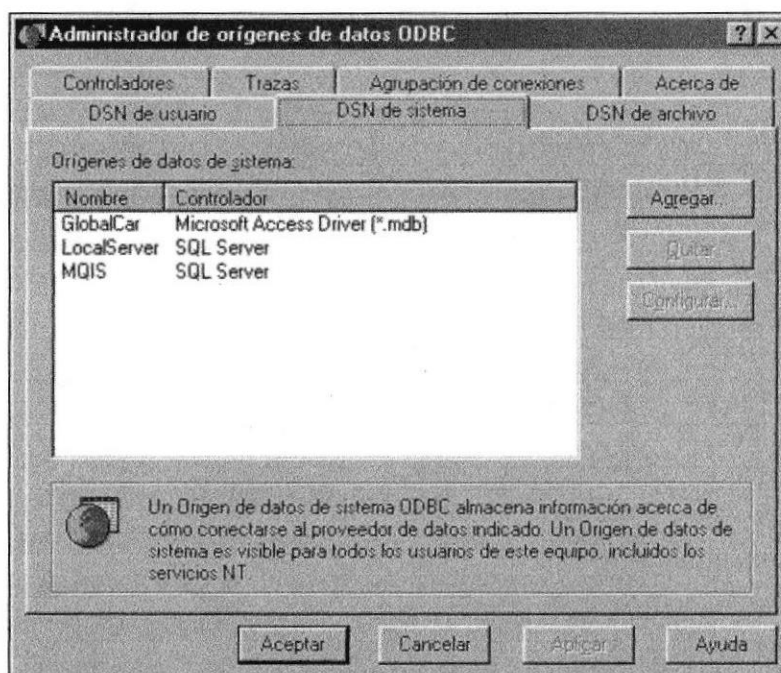 Administrador de orígenes de datos ODBC
Controladores Trazas Agrupación de conexiones Acerca de
DSN de usuario DSN de sistema DSN de archivo
Orígenes de datos de sistema:
Nombre Controlador
GlobalCar Microsoft Access Driver (*.mdb)
LocalServer SQL Server
MQIS SQL Server
Agregar...
Quitar
Configurar...
Un Origen de datos de sistema ODBC almacena información acerca de
cómo conectarse al proveedor de datos indicado. Un Origen de datos de
sistema es visible para todos los usuarios de este equipo, incluidos los
servicios NT.
Aceptar Cancelar Aplicar Ayuda